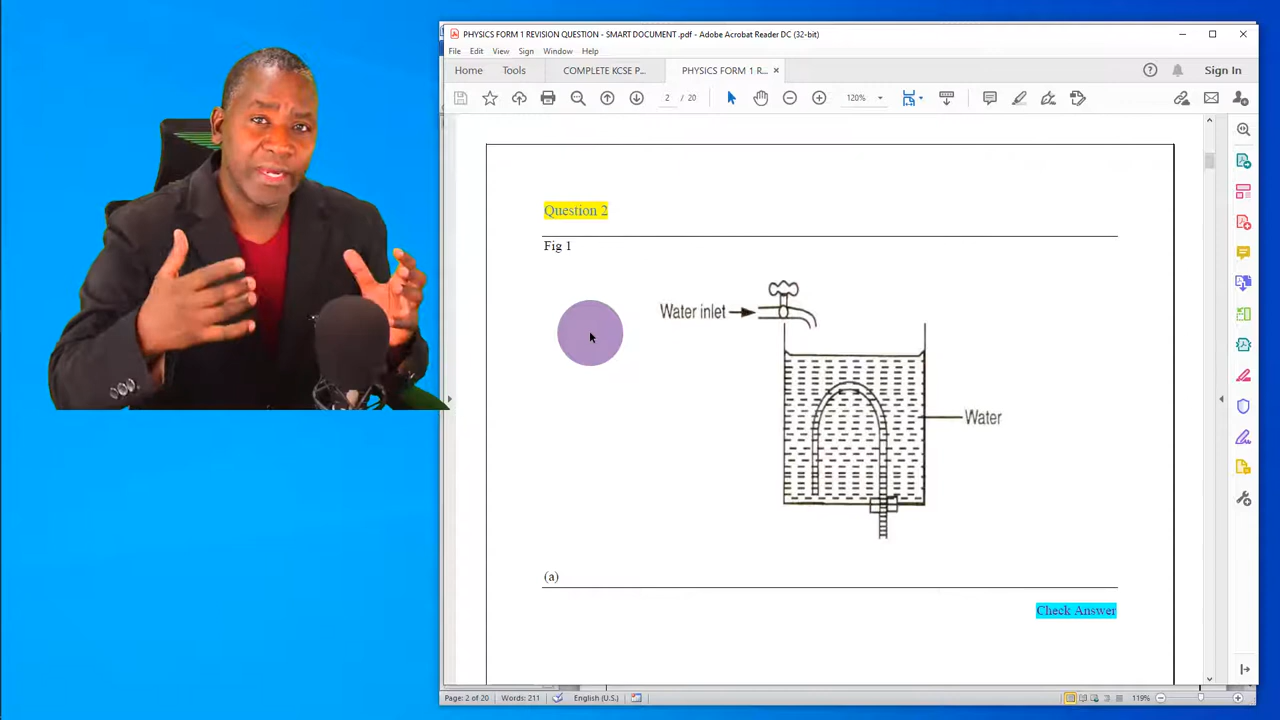 PHYSICS FORM 1 REVISION QUESTION - SMART DOCUMENT .pdf - Adobe Acrobat Reader DC (32-bit)
File Edit View Sign Window Help
Home Tools COMPLETE KCSE P... PHYSICS FORM 1 R... Sign In
2 / 20 120%
Question 2
Fig 1
Water inlet
Water
(a)
Check Answer
Page: 2 of 20 Words: 211 English (U.S.) 119%